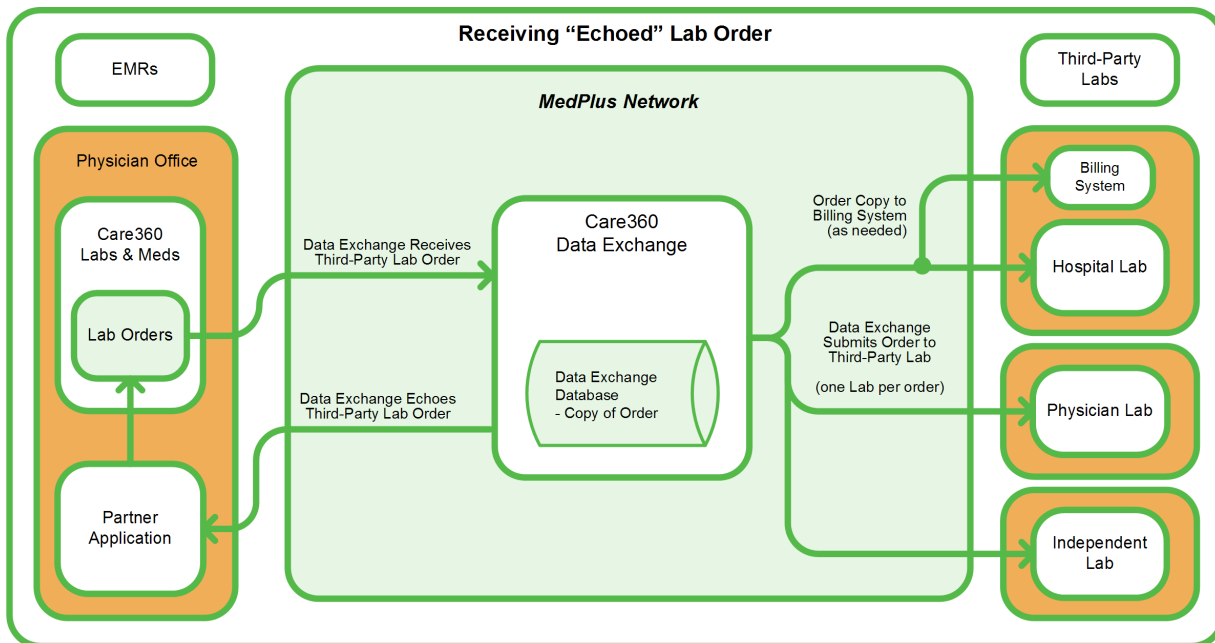 Receiving “Echoed” Lab Order
EMRs
Third-Party
Labs
MedPlus Network
Physician Office
Care360
Labs & Meds
Lab Orders
Partner
Application
Data Exchange Receives
Third-Party Lab Order
Data Exchange Echoes
Third-Party Lab Order
Care360
Data Exchange
Data Exchange
Database
- Copy of Order
Order Copy to
Billing System
(as needed)
Data Exchange
Submits Order to
Third-Party Lab
(one Lab per order)
Billing
System
Hospital Lab
Physician Lab
Independent
Lab